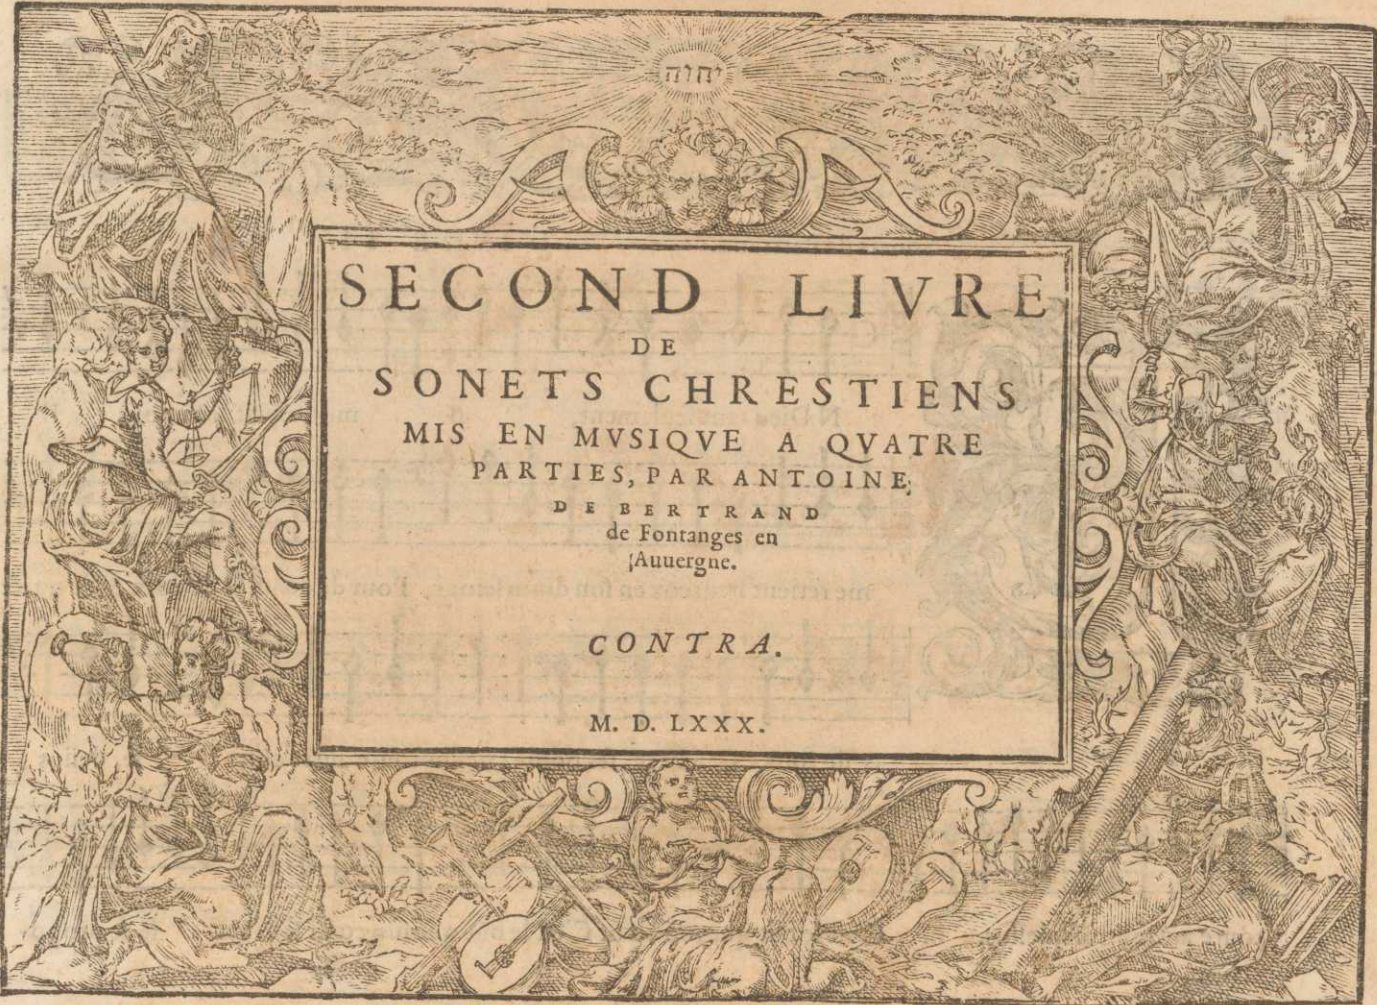 יהוה
SECOND LIVRE
DE
SONETS CHRESTIENS
MIS EN MVSIQVE A QVATRE
PARTIES, PAR ANTOINE
DE BERTRAND
de Fontanges en
Auuergne.
CONTRA.
M. D. LXXX.